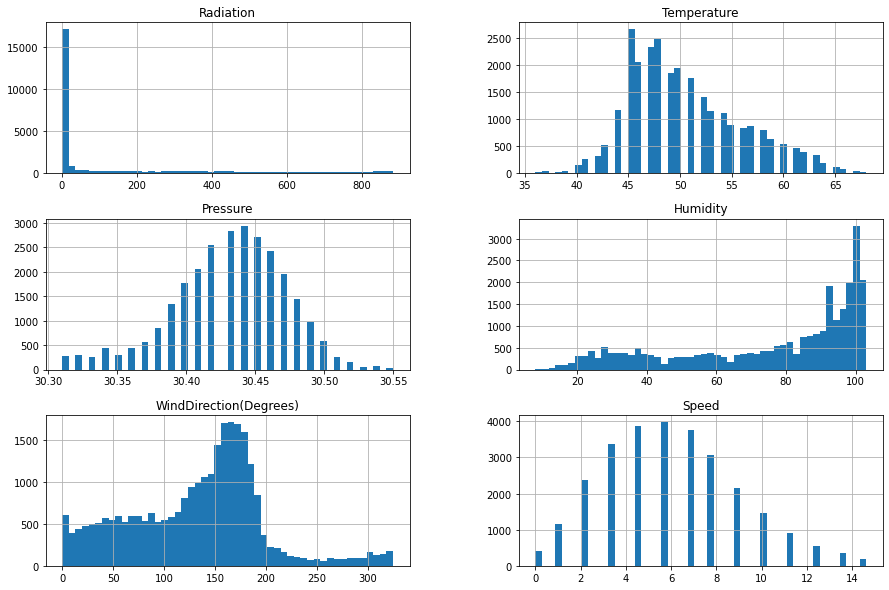 Radiation
15000
10000
5000
0
0 200 400 600 800
Temperature
2500
2000
1500
1000
500
0
35 40 45 50 55 60 65
Pressure
3000
2500
2000
1500
1000
500
0
30.30 30.35 30.40 30.45 30.50 30.55
Humidity
3000
2500
2000
1500
1000
500
0
20 40 60 80 100
WindDirection(Degrees)
1500
1000
500
0
0 50 100 150 200 250 300
Speed
4000
3000
2000
1000
0
0 2 4 6 8 10 12 14